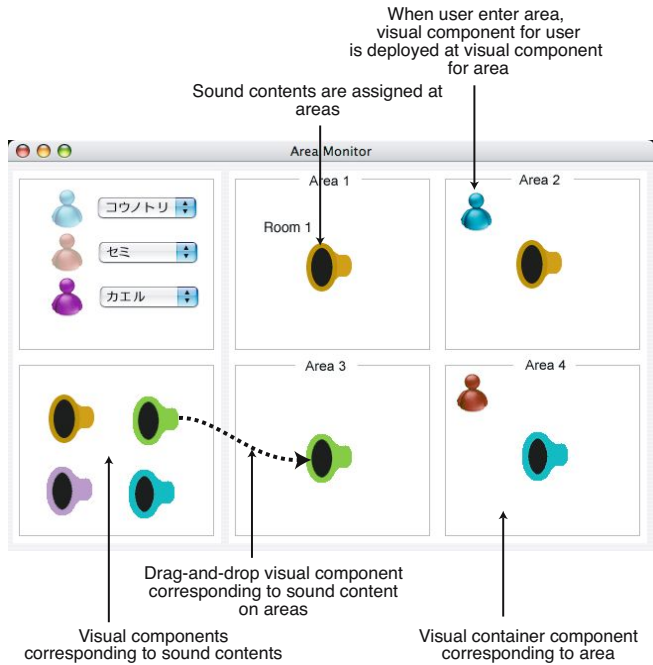 When user enter area,
visual component for user
is deployed at visual component
for area
Sound contents are assigned at
areas
Area Monitor
コウノトリ
セミ
カエル
Area 1
Room 1
Area 2
Area 3
Area 4
Drag-and-drop visual component
corresponding to sound content
on areas
Visual components
corresponding to sound contents
Visual container component
corresponding to area